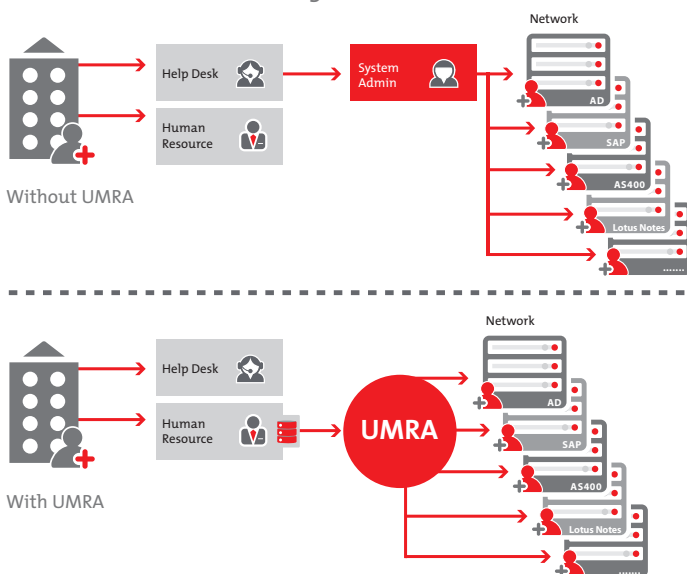 Network
Help Desk
System
Admin
Human
Resource
AD
SAP
AS400
Lotus Notes
.......
Without UMRA
Network
Help Desk
Human
Resource
UMRA
AD
SAP
AS400
Lotus Notes
.......
With UMRA